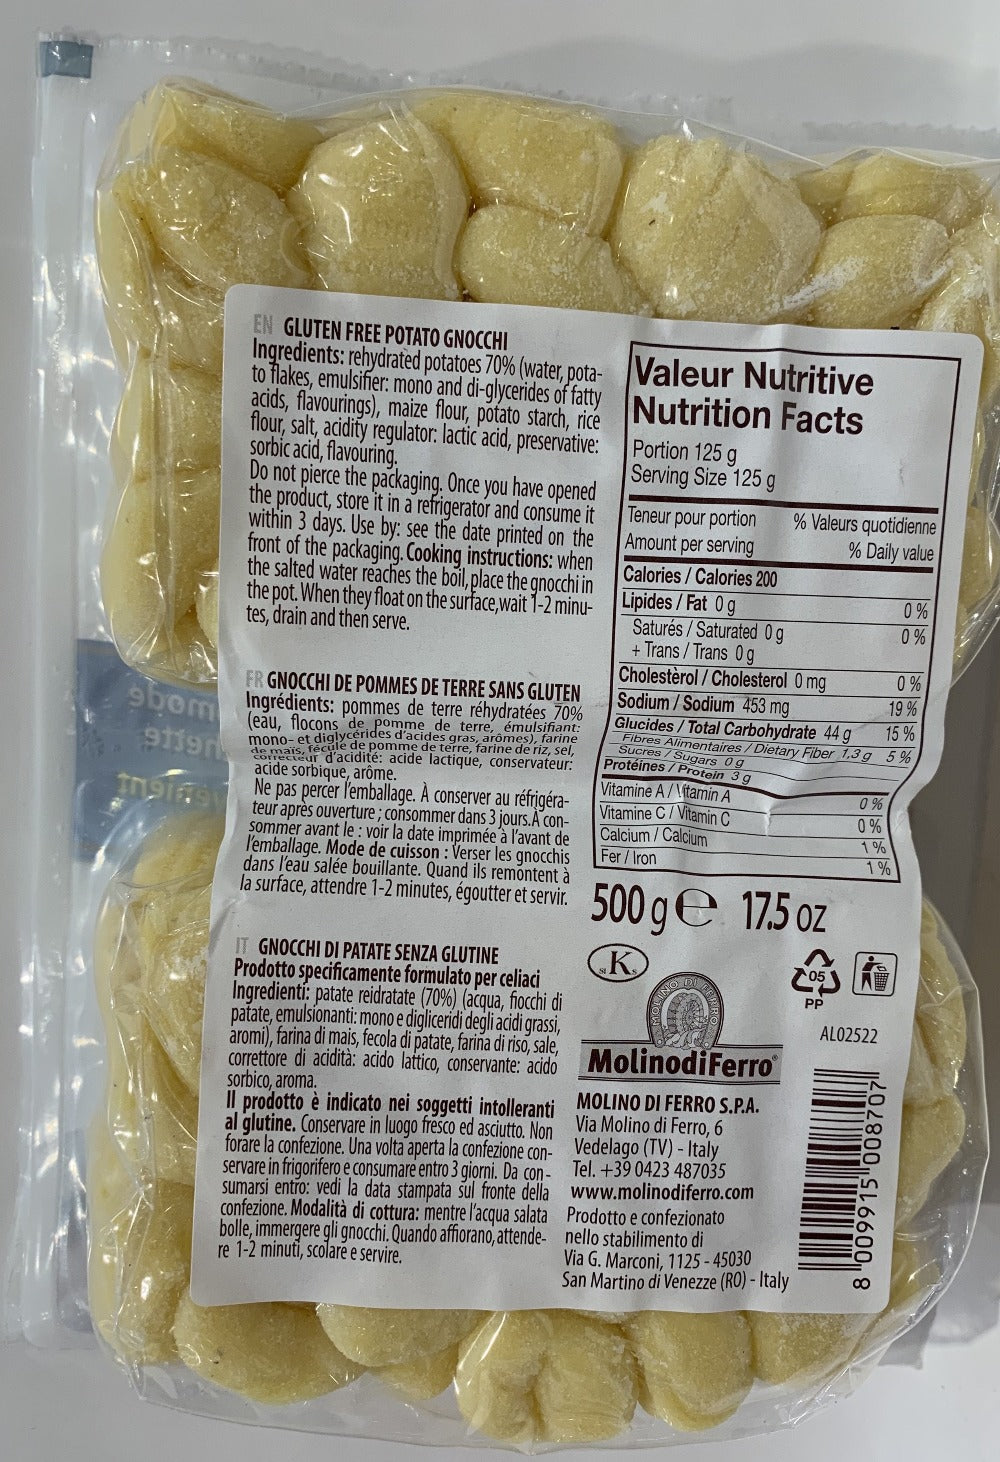 EN GLUTEN FREE POTATO GNOCCHI
Ingredients: rehydrated potatoes 70% (water, pota-
to flakes, emulsifier: mono and di-glycerides of fatty
acids, flavourings), maize flour, potato starch, rice
flour, salt, acidity regulator: lactic acid, preservative:
sorbic acid, flavouring.
Do not pierce the packaging. Once you have opened
the product, store it in a refrigerator and consume it
within 3 days. Use by: see the date printed on the
front of the packaging. Cooking instructions: when
the salted water reaches the boil, place the gnocchi in
the pot. When they float on the surface, wait 1-2 minu-
tes, drain and then serve.
FR GNOCCHI DE POMMES DE TERRE SANS GLUTEN
Ingrédients: pommes de terre réhydratées 70%
(eau, flocons de pomme de terre, émulsifiant:
mono- et diglycérides d'acides gras, arômes), farine
de maïs, fécule de pomme de terre, farine de riz, sel,
correcteur d'acidité: acide lactique, conservateur:
acide sorbique, arôme.
Ne pas percer l'emballage. À conserver au réfrigéra-
teur après ouverture ; consommer dans 3 jours. À con-
sommer avant le : voir la date imprimée à l'avant de
l'emballage. Mode de cuisson : Verser les gnocchis
dans l'eau salée bouillante. Quand ils remontent à
la surface, attendre 1-2 minutes, égoutter et servir.
IT GNOCCHI DI PATATE SENZA GLUTINE
Prodotto specificamente formulato per celiaci
Ingredienti: patate reidratate (70%) (acqua, fiocchi di
patate, emulsionanti: mono e digliceridi degli acidi grassi,
aromi), farina di mais, fecola di patate, farina di riso, sale,
correttore di acidità: acido lattico, conservante: acido
sorbico, aroma.
Il prodotto è indicato nei soggetti intolleranti
al glutine. Conservare in luogo fresco ed asciutto. Non
forare la confezione. Una volta aperta la confezione con-
servare in frigorifero e consumare entro 3 giorni. Da con-
sumarsi entro: vedi la data stampata sul fronte della
confezione. Modalità di cottura: mentre l'acqua salata
bolle, immergere gli gnocchi. Quando affiorano, attende-
re 1-2 minuti, scolare e servire.
Valeur Nutritive
Nutrition Facts
Portion 125 g
Serving Size 125 g
Teneur pour portion % Valeurs quotidienne
Amount per serving % Daily value
Calories / Calories 200
Lipides / Fat 0 g 0 %
Saturés / Saturated 0 g 0 %
+ Trans / Trans 0 g
Cholestèrol / Cholesterol 0 mg 0 %
Sodium / Sodium 453 mg 19 %
Glucides / Total Carbohydrate 44 g 15 %
Fibres Alimentaires / Dietary Fiber 1,3 g 5 %
Sucres / Sugars 0 g
Protéines / Protein 3 g
Vitamine A / Vitamin A 0 %
Vitamine C / Vitamin C 0 %
Calcium / Calcium 1 %
Fer / Iron 1 %
500 g e 17.5 oz
K
05
PP
AL02522
MOLINO DI FERRO
MolinodiFerro®
MOLINO DI FERRO S.P.A.
Via Molino di Ferro, 6
Vedelago (TV) - Italy
Tel. +39 0423 487035
www.molinodiferro.com
Prodotto e confezionato
nello stabilimento di
Via G. Marconi, 1125 - 45030
San Martino di Venezze (RO) - Italy
8 009915 008707